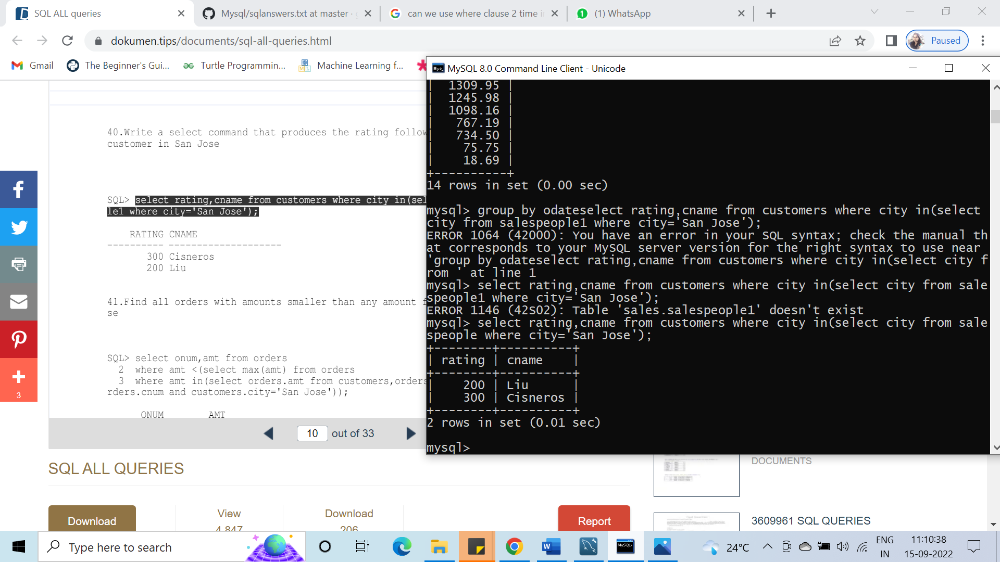 SQL ALL queries
Mysql/sqlanswers.txt at master ·
can we use where clause 2 time i
(1) WhatsApp
dokumen.tips/documents/sql-all-queries.html
Paused
Gmail
The Beginner's Gui...
Turtle Programmin...
Machine Learning f...
MySQL 8.0 Command Line Client - Unicode
40.Write a select command that produces the rating follow
customer in San Jose
SQL> select rating,cname from customers where city in(sel
le1 where city='San Jose');
RATING CNAME
---------- --------------------
300 Cisneros
200 Liu
41.Find all orders with amounts smaller than any amount f
se
SQL> select onum,amt from orders
2 where amt <(select max(amt) from orders
3 where amt in(select orders.amt from customers,orders
rders.cnum and customers.city='San Jose'));
ONUM AMT
10 out of 33
3
| 1309.95 |
| 1245.98 |
| 1098.16 |
| 767.19 |
| 734.50 |
| 75.75 |
| 18.69 |
+----------+
14 rows in set (0.00 sec)
mysql> group by odateselect rating,cname from customers where city in(select
city from salespeople1 where city='San Jose');
ERROR 1064 (42000): You have an error in your SQL syntax; check the manual th
at corresponds to your MySQL server version for the right syntax to use near
'group by odateselect rating,cname from customers where city in(select city f
rom ' at line 1
mysql> select rating,cname from customers where city in(select city from sale
speople1 where city='San Jose');
ERROR 1146 (42S02): Table 'sales.salespeople1' doesn't exist
mysql> select rating,cname from customers where city in(select city from sale
speople where city='San Jose');
+--------+----------+
| rating | cname |
+--------+----------+
| 200 | Liu |
| 300 | Cisneros |
+--------+----------+
2 rows in set (0.01 sec)
mysql>
SQL ALL QUERIES
Download
View
4,847
Download
206
Report
DOCUMENTS
3609961 SQL QUERIES
Type here to search
24°C
ENG
IN
11:10:38
15-09-2022